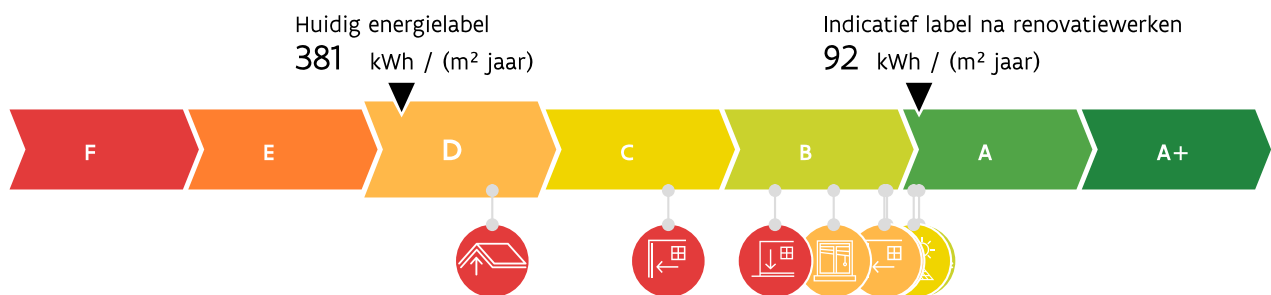 Huidig energielabel
381 kWh / (m² jaar)
Indicatief label na renovatiewerken
92 kWh / (m² jaar)
F E D C B A A+